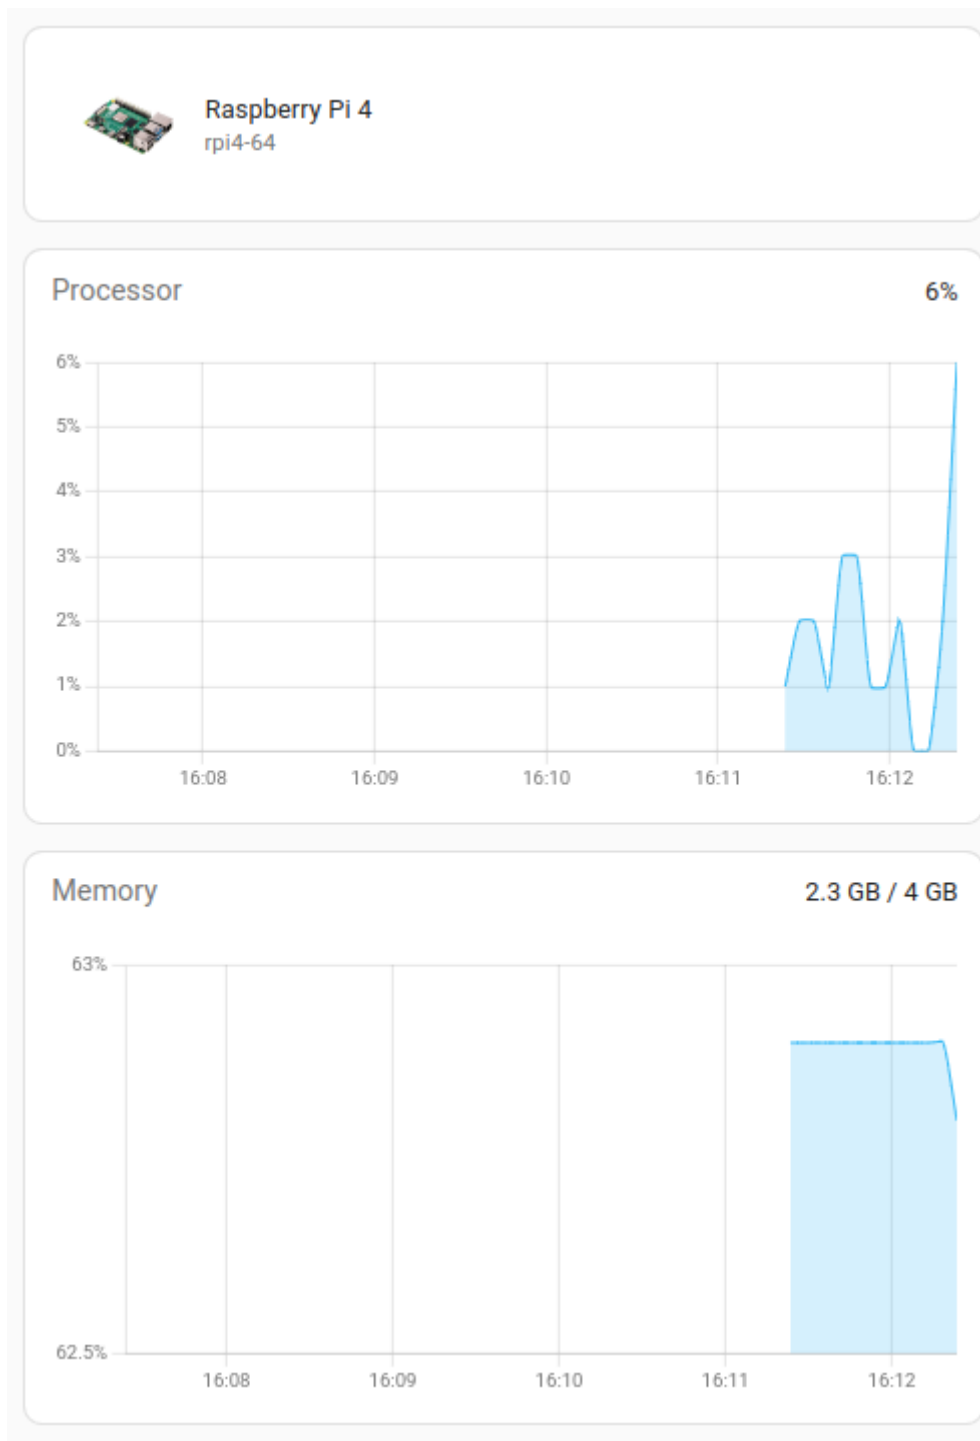 Raspberry Pi 4
rpi4-64
Processor 6%
6%
5%
4%
3%
2%
1%
0%
16:08 16:09 16:10 16:11 16:12
Memory 2.3 GB / 4 GB
63%
62.5%
16:08 16:09 16:10 16:11 16:12